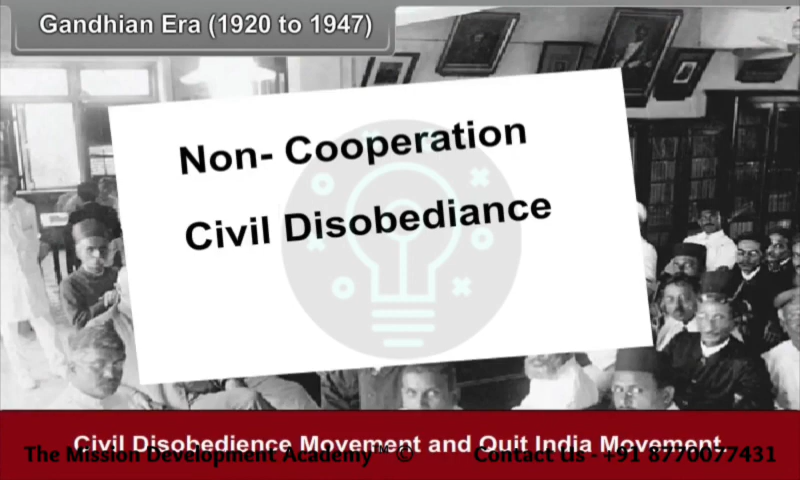 Gandhian Era (1920 to 1947)
Non- Cooperation
Civil Disobediance
Civil Disobedience Movement and Quit India Movement.
The Mission Development Academy™ © Contact Us - +91 8770077431